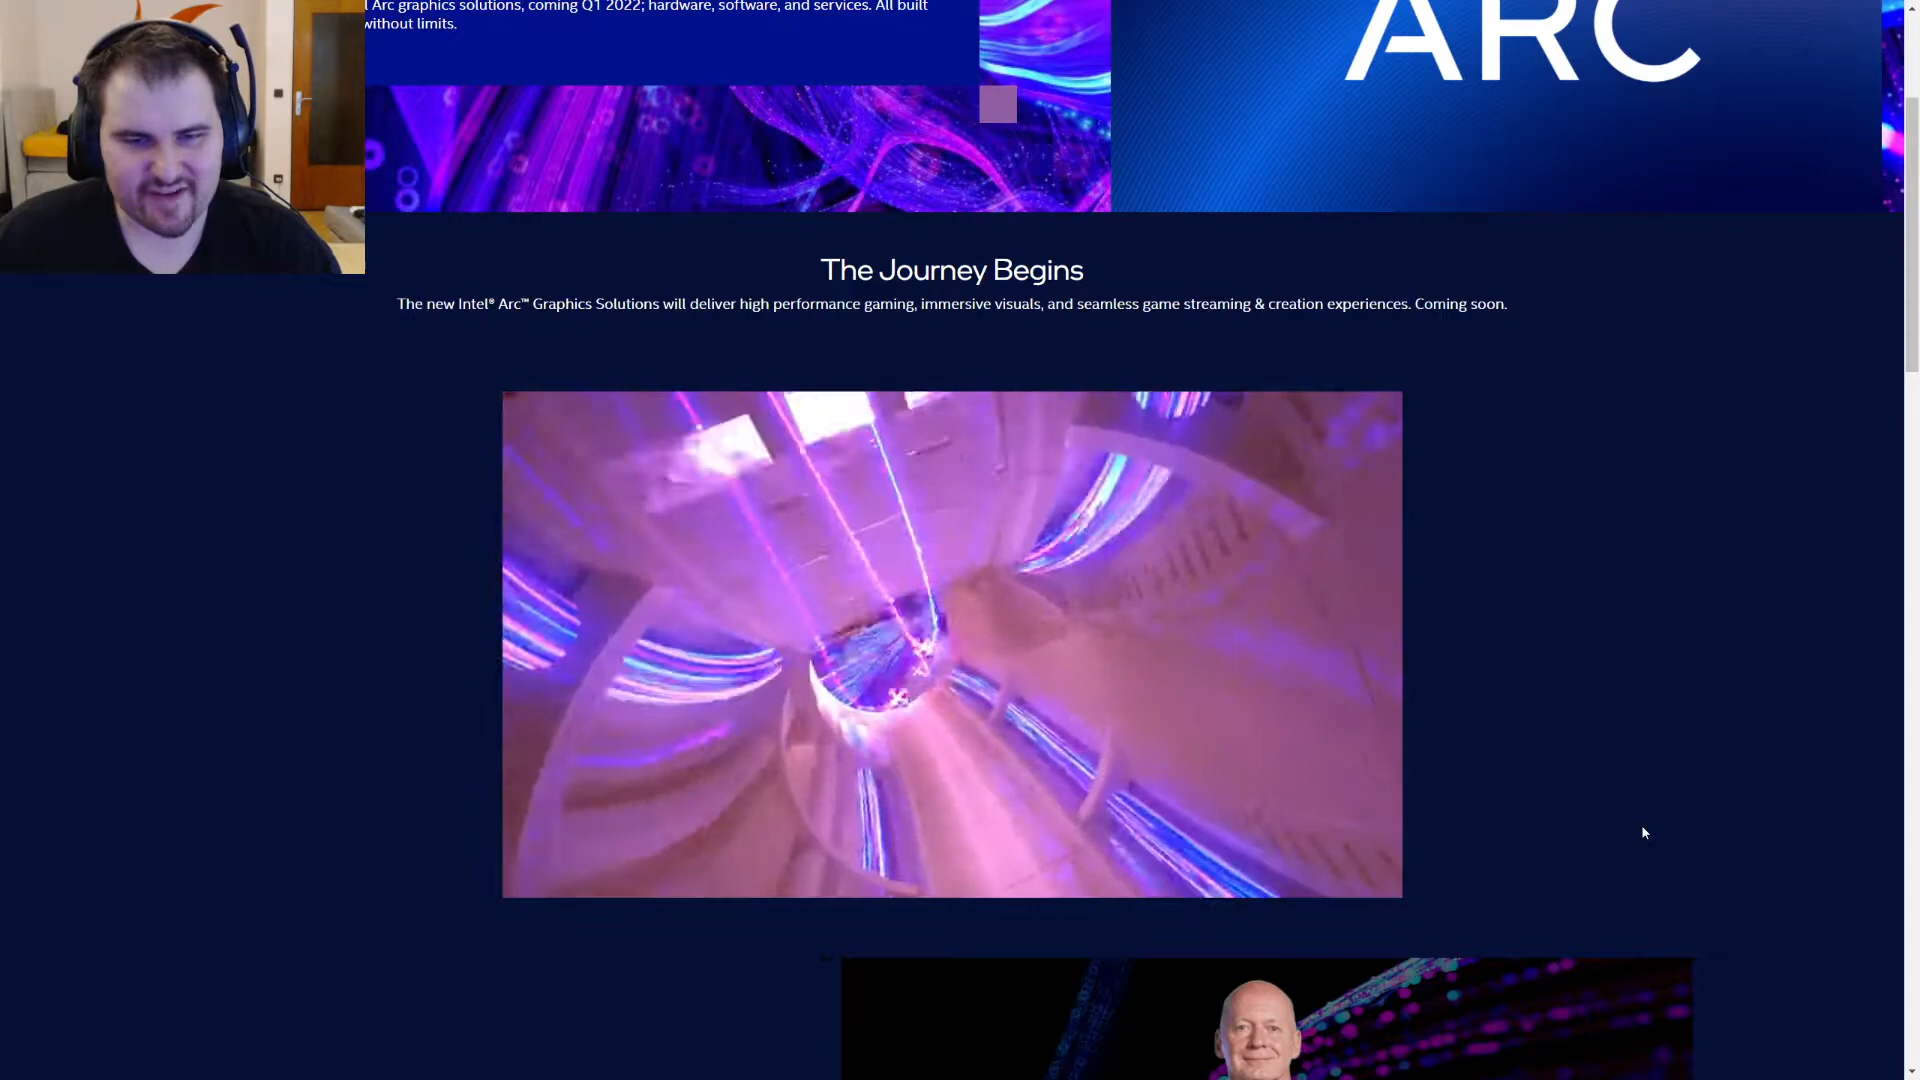 l Arc graphics solutions, coming Q1 2022; hardware, software, and services. All built
without limits.
ARC
The Journey Begins
The new Intel® Arc™ Graphics Solutions will deliver high performance gaming, immersive visuals, and seamless game streaming & creation experiences. Coming soon.